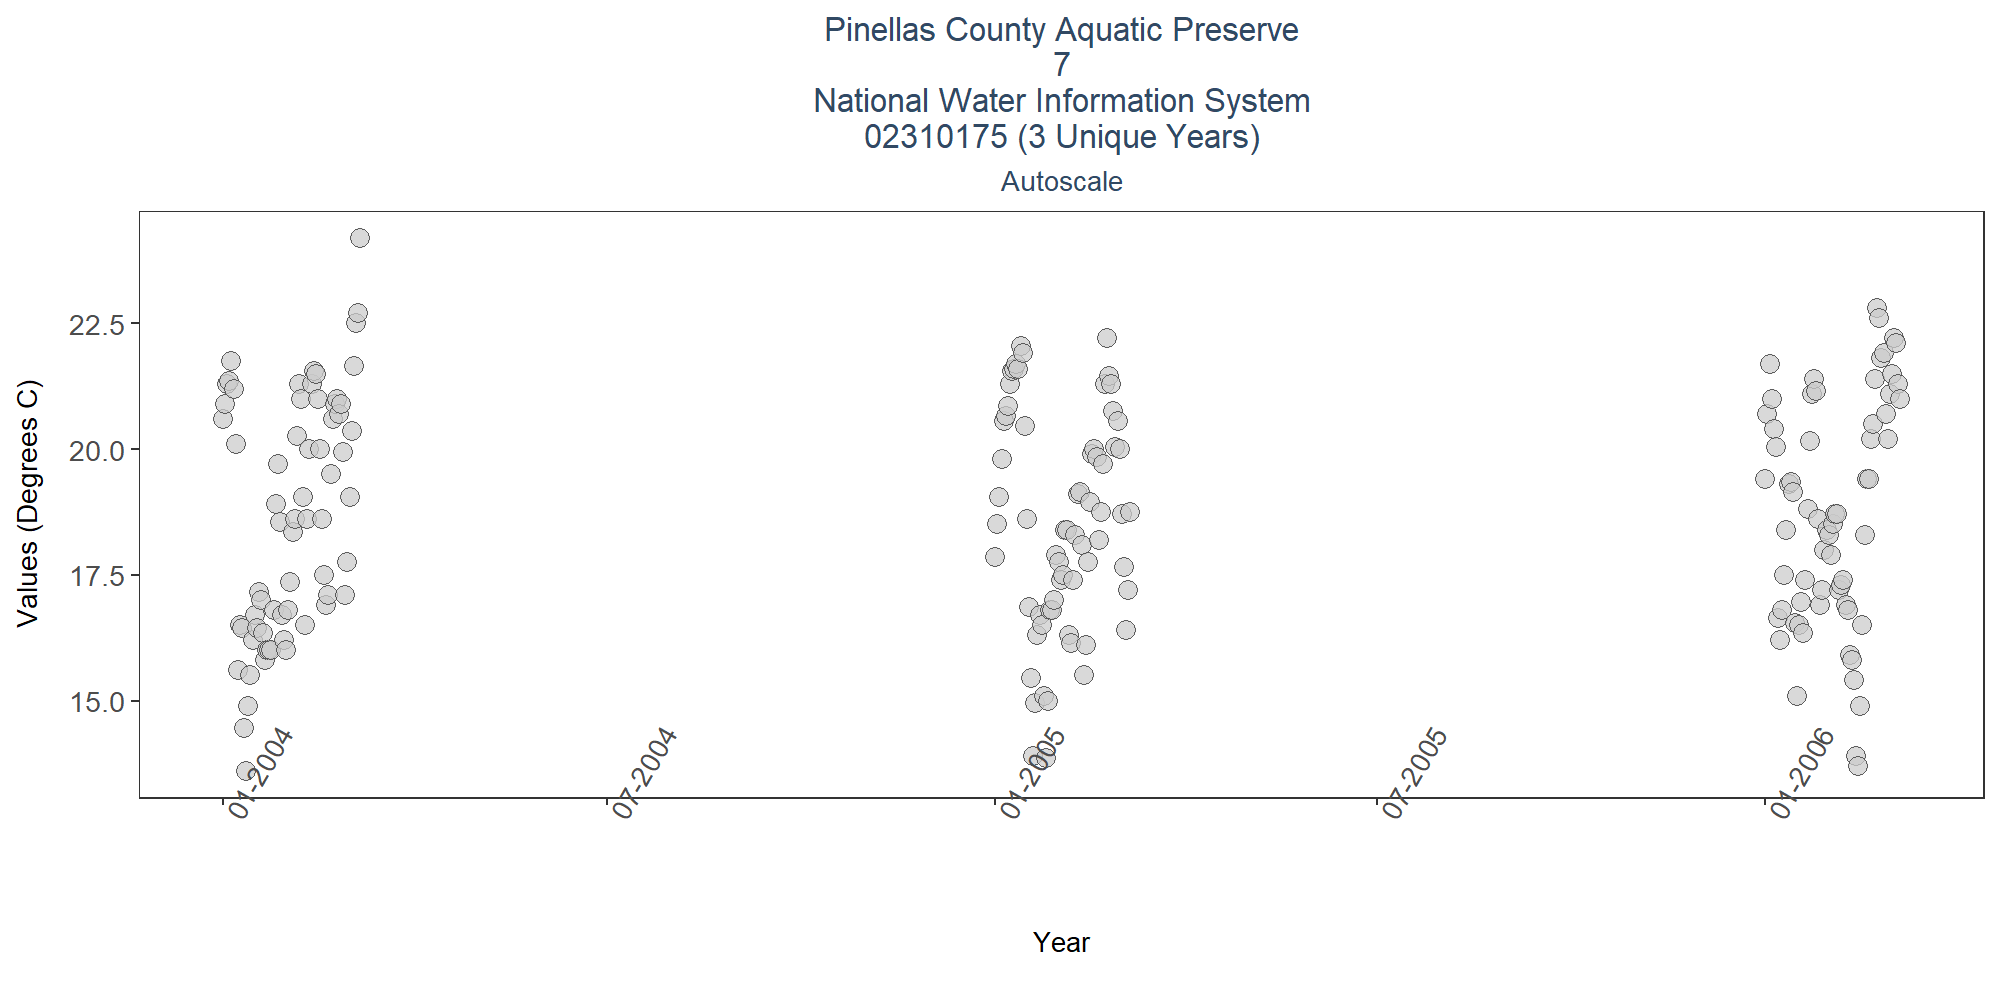 Pinellas County Aquatic Preserve
7
National Water Information System
02310175 (3 Unique Years)
Autoscale
Values (Degrees C)
22.5
20.0
17.5
15.0
01-2004
07-2004
01-2005
07-2005
01-2006
Year